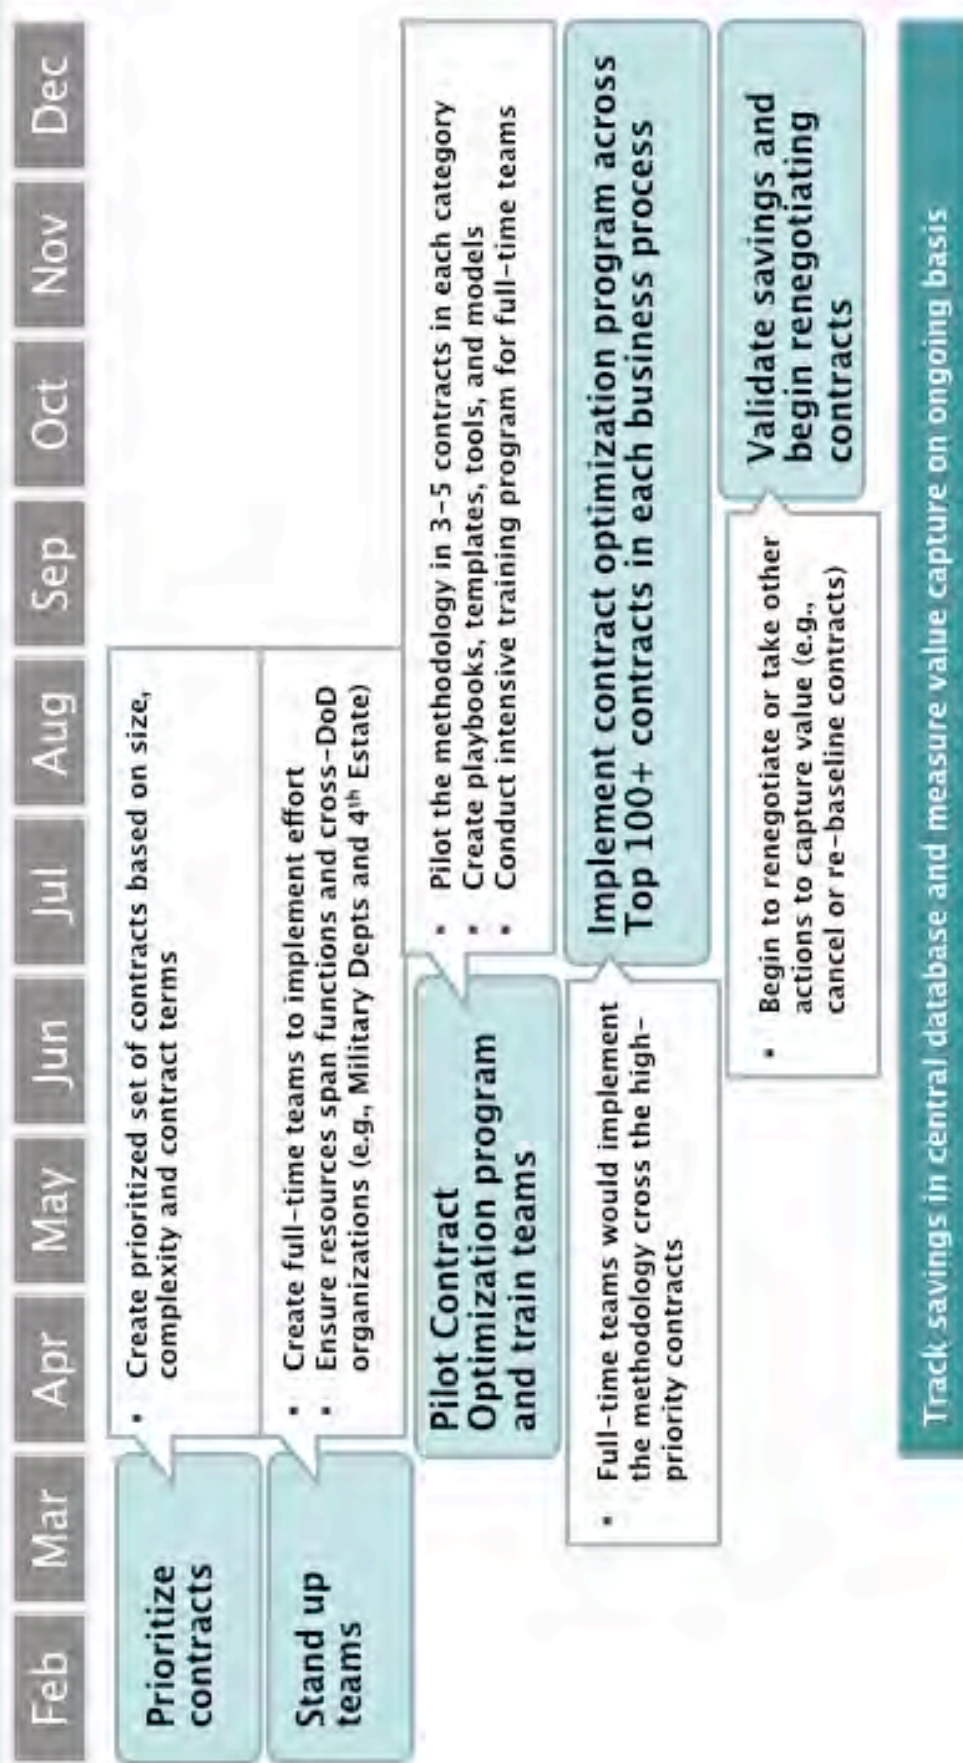 Feb Mar Apr May Jun Jul Aug Sep Oct Nov Dec
Prioritize
contracts
▪ Create prioritized set of contracts based on size,
complexity and contract terms
Stand up
teams
▪ Create full-time teams to implement effort
▪ Ensure resources span functions and cross-DoD
organizations (e.g., Military Depts and 4th Estate)
Pilot Contract
Optimization program
and train teams
▪ Pilot the methodology in 3-5 contracts in each category
▪ Create playbooks, templates, tools, and models
▪ Conduct intensive training program for full-time teams
▪ Full-time teams would implement
the methodology cross the high-
priority contracts
Implement contract optimization program across
Top 100+ contracts in each business process
▪ Begin to renegotiate or take other
actions to capture value (e.g.,
cancel or re-baseline contracts)
Validate savings and
begin renegotiating
contracts
Track savings in central database and measure value capture on ongoing basis